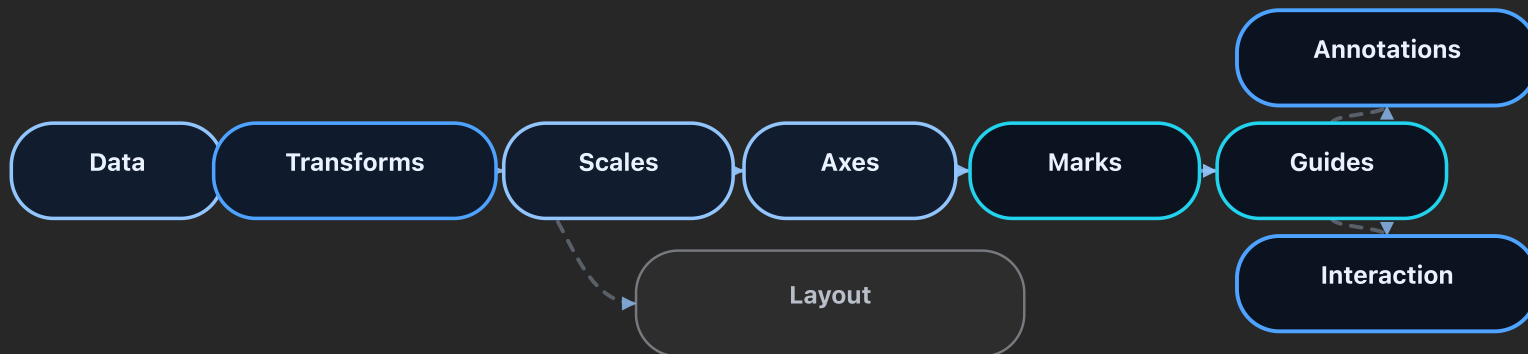 Annotations
Data
Transforms
Scales
Axes
Marks
Guides
Interaction
Layout